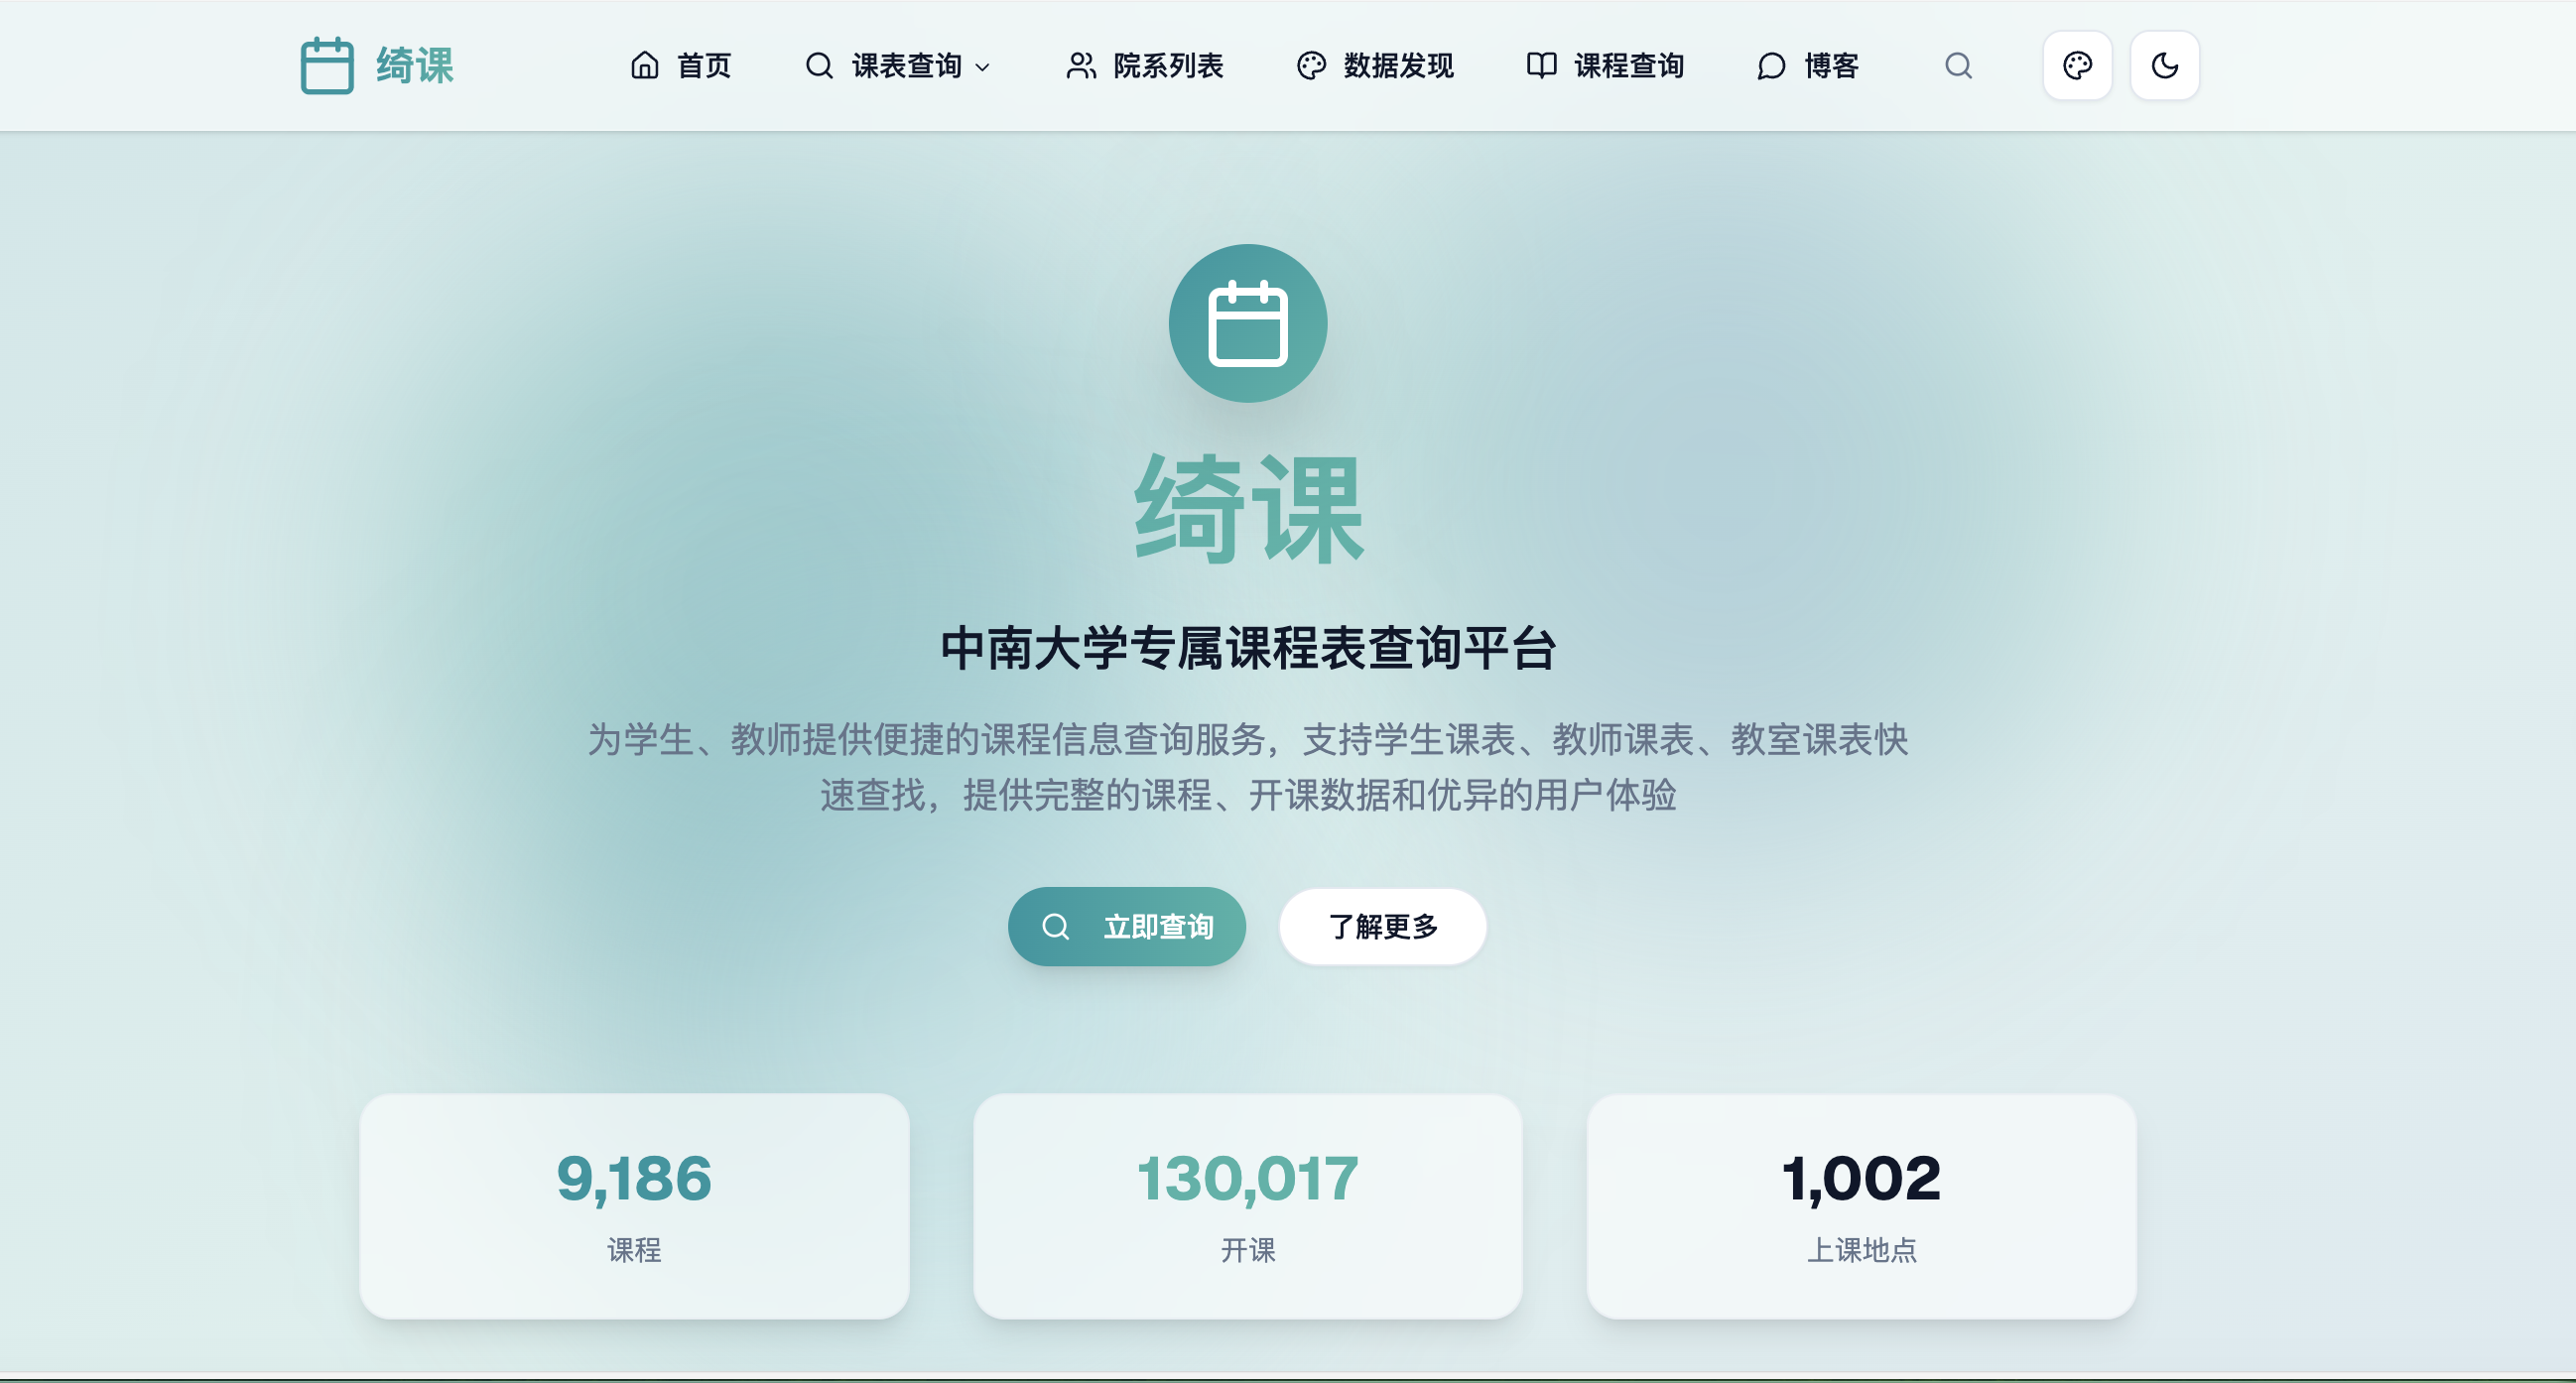 绮课
首页
课表查询
院系列表
数据发现
课程查询
博客
绮课
中南大学专属课程表查询平台
为学生、教师提供便捷的课程信息查询服务，支持学生课表、教师课表、教室课表快
速查找，提供完整的课程、开课数据和优异的用户体验
立即查询
了解更多
9,186
130,017
1,002
课程
开课
上课地点